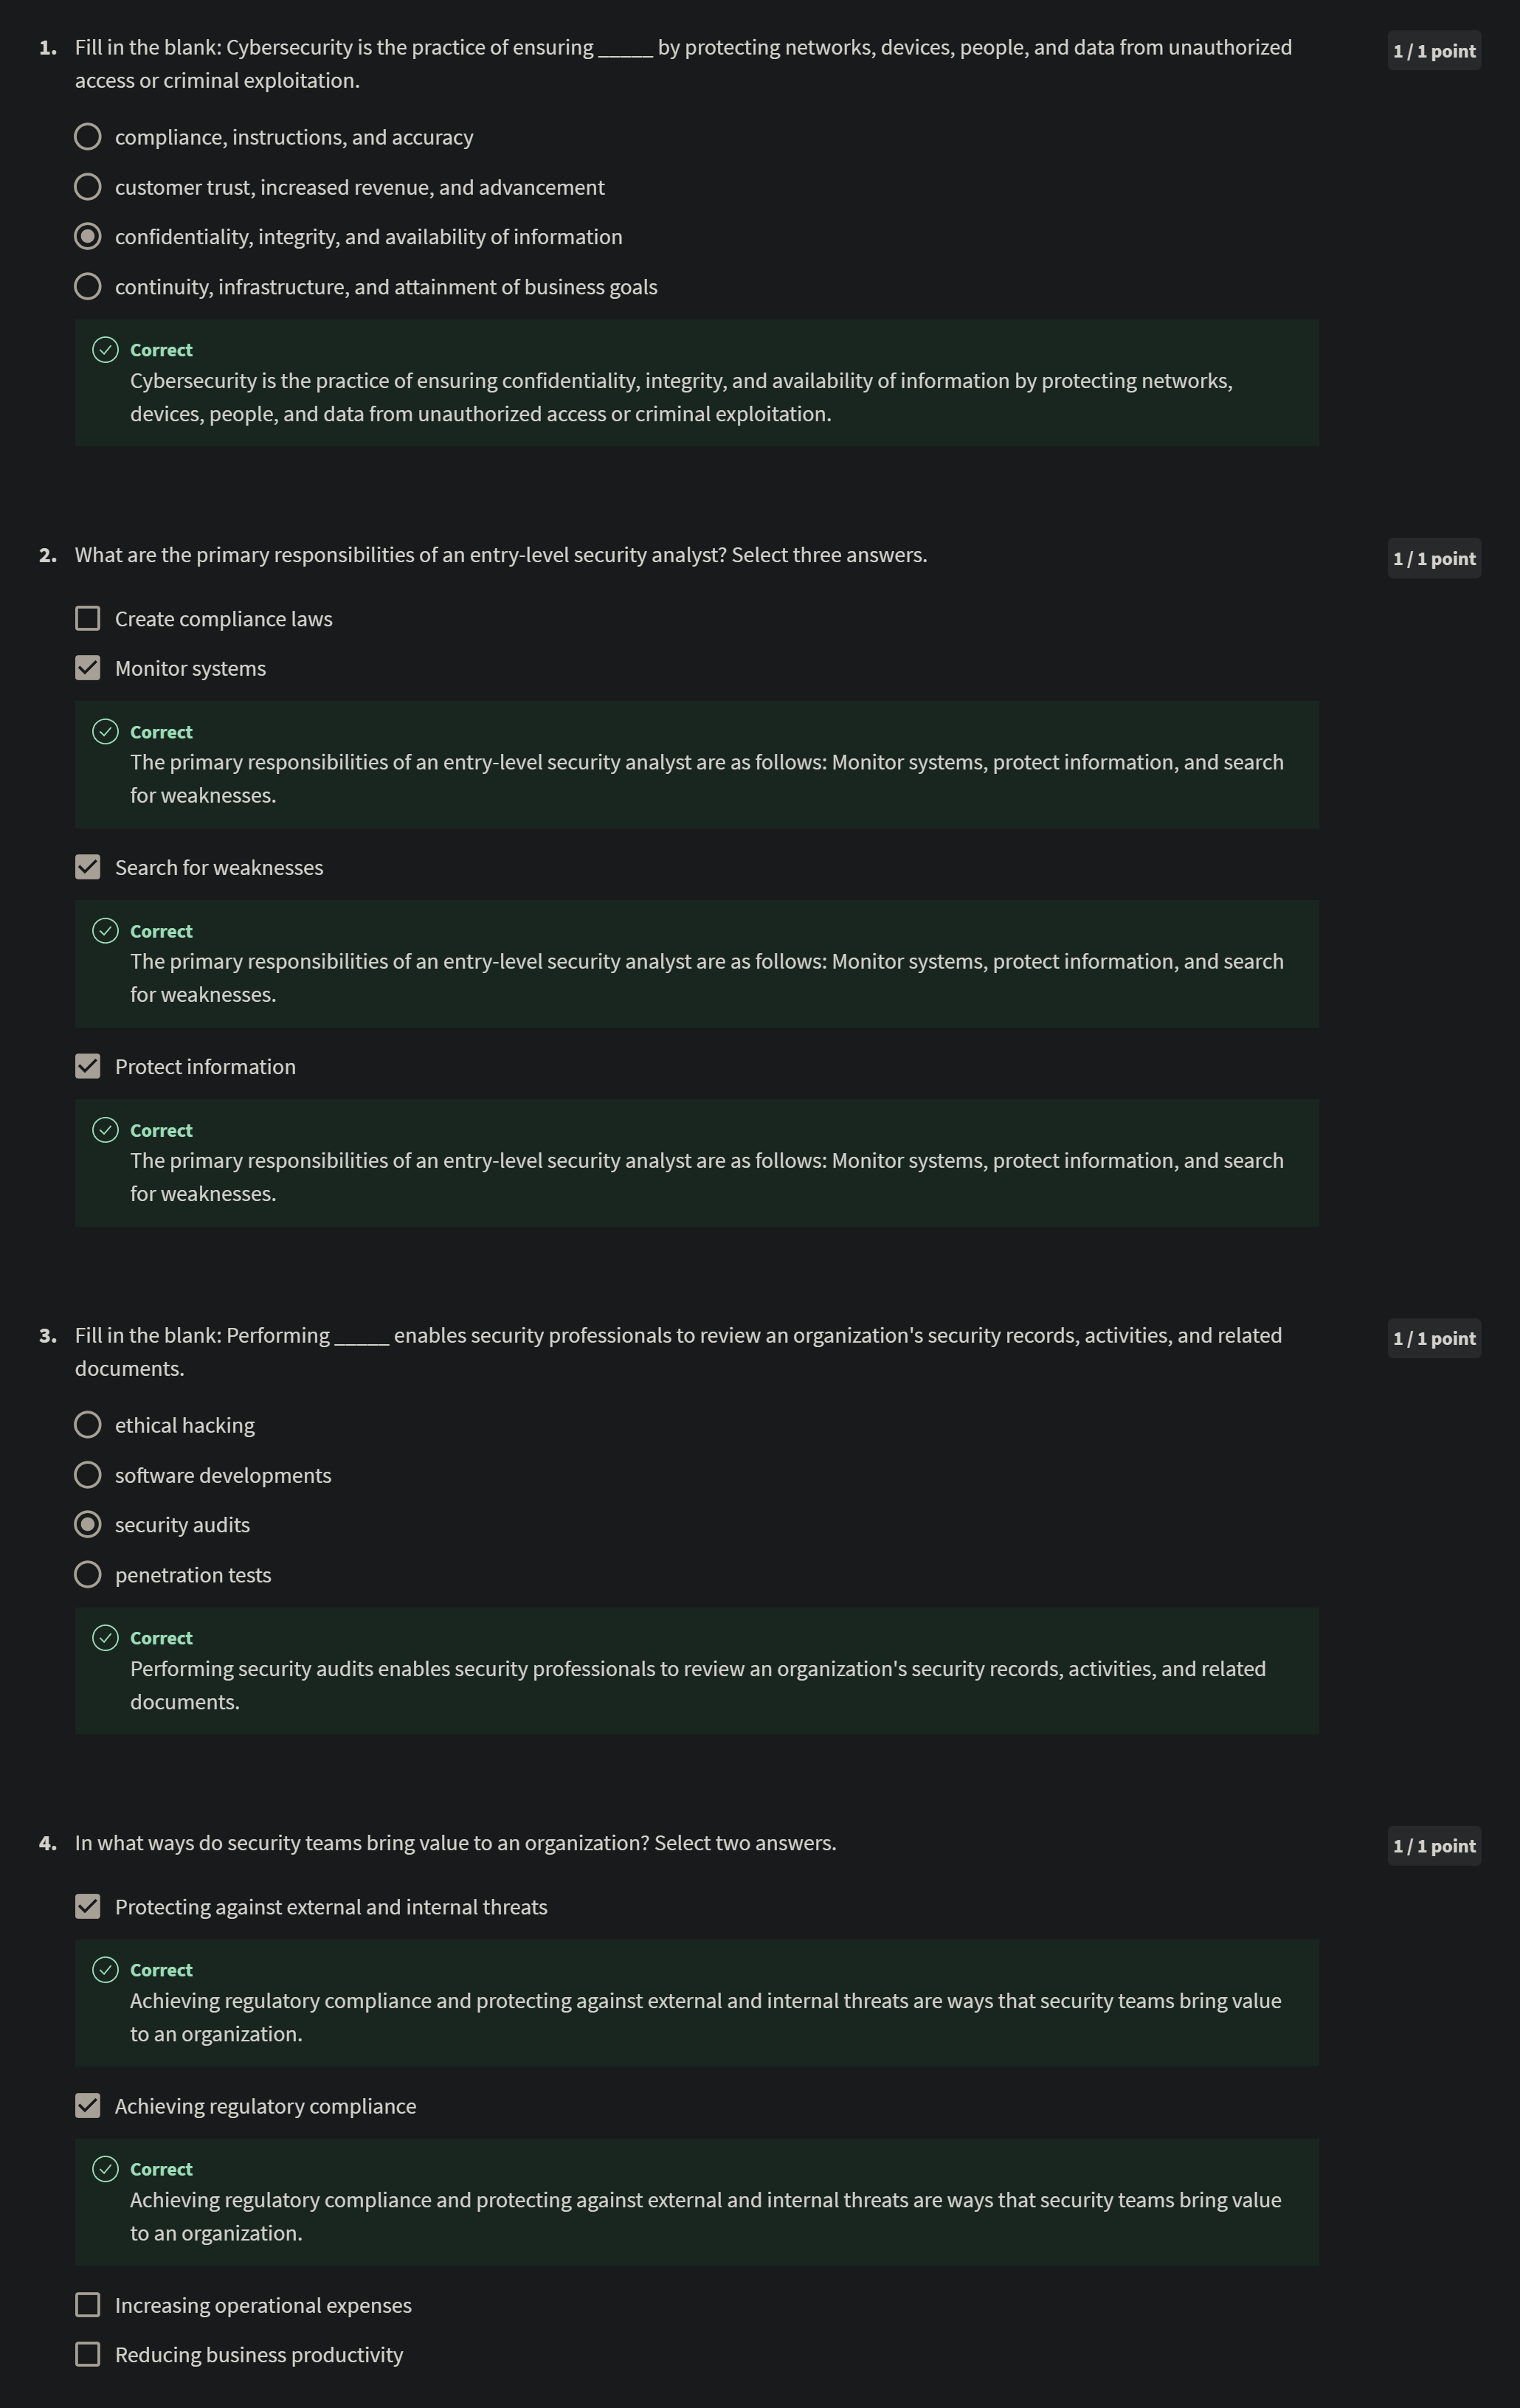 1. Fill in the blank: Cybersecurity is the practice of ensuring _____ by protecting networks, devices, people, and data from unauthorized
1 / 1 point
access or criminal exploitation.
compliance, instructions, and accuracy
customer trust, increased revenue, and advancement
confidentiality, integrity, and availability of information
continuity, infrastructure, and attainment of business goals
Correct
Cybersecurity is the practice of ensuring confidentiality, integrity, and availability of information by protecting networks,
devices, people, and data from unauthorized access or criminal exploitation.
2. What are the primary responsibilities of an entry-level security analyst? Select three answers.
1 / 1 point
Create compliance laws
Monitor systems
Correct
The primary responsibilities of an entry-level security analyst are as follows: Monitor systems, protect information, and search
for weaknesses.
Search for weaknesses
Correct
The primary responsibilities of an entry-level security analyst are as follows: Monitor systems, protect information, and search
for weaknesses.
Protect information
Correct
The primary responsibilities of an entry-level security analyst are as follows: Monitor systems, protect information, and search
for weaknesses.
3. Fill in the blank: Performing _____ enables security professionals to review an organization's security records, activities, and related
1 / 1 point
documents.
ethical hacking
software developments
security audits
penetration tests
Correct
Performing security audits enables security professionals to review an organization's security records, activities, and related
documents.
4. In what ways do security teams bring value to an organization? Select two answers.
1 / 1 point
Protecting against external and internal threats
Correct
Achieving regulatory compliance and protecting against external and internal threats are ways that security teams bring value
to an organization.
Achieving regulatory compliance
Correct
Achieving regulatory compliance and protecting against external and internal threats are ways that security teams bring value
to an organization.
Increasing operational expenses
Reducing business productivity